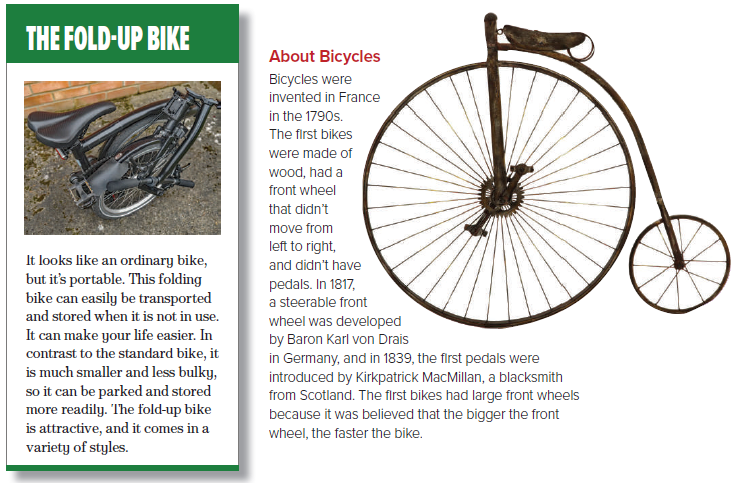 THE FOLD-UP BIKE
It looks like an ordinary bike,
but it's portable. This folding
bike can easily be transported
and stored when it is not in use.
It can make your life easier. In
contrast to the standard bike, it
is much smaller and less bulky,
so it can be parked and stored
more readily. The fold-up bike
is attractive, and it comes in a
variety of styles.
About Bicycles
Bicycles were
invented in France
in the 1790s.
The first bikes
were made of
wood, had a
front wheel
that didn't
move from
left to right,
and didn't have
pedals. In 1817,
a steerable front
wheel was developed
by Baron Karl von Drais
in Germany, and in 1839, the first pedals were
introduced by Kirkpatrick MacMillan, a blacksmith
from Scotland. The first bikes had large front wheels
because it was believed that the bigger the front
wheel, the faster the bike.